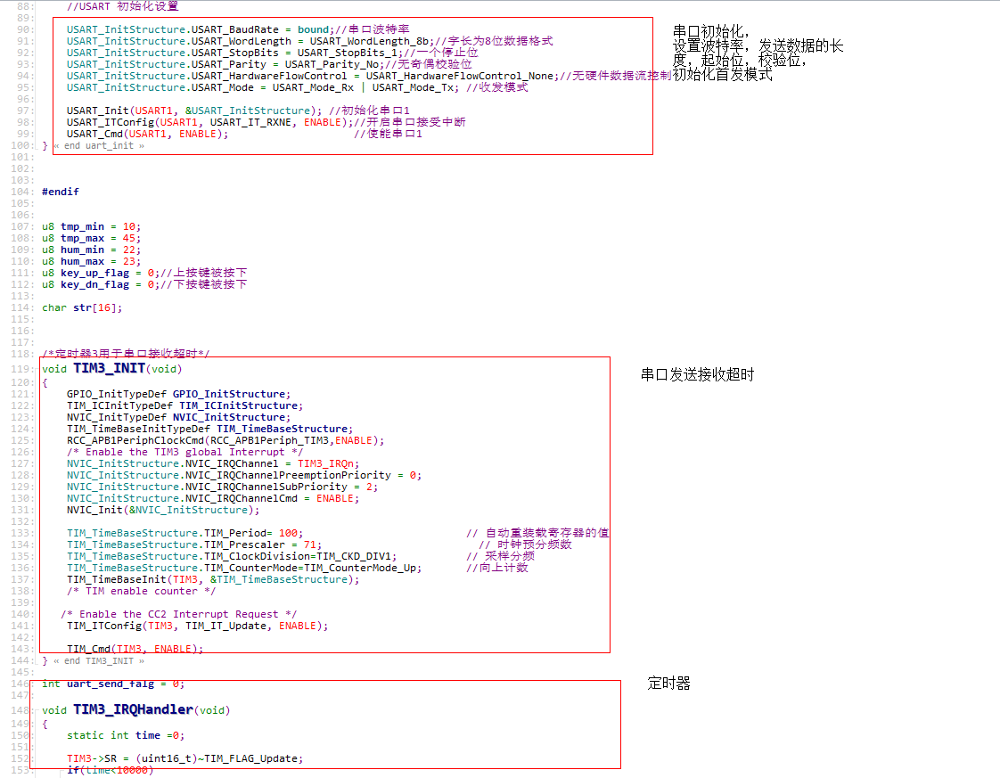 88: //USART 初始化设置
89:
90: USART_InitStructure.USART_BaudRate = bound;//串口波特率
91: USART_InitStructure.USART_WordLength = USART_WordLength_8b;//字长为8位数据格式
92: USART_InitStructure.USART_StopBits = USART_StopBits_1;//一个停止位
93: USART_InitStructure.USART_Parity = USART_Parity_No;//无奇偶校验位
94: USART_InitStructure.USART_HardwareFlowControl = USART_HardwareFlowControl_None;//无硬件数据流控制
95: USART_InitStructure.USART_Mode = USART_Mode_Rx | USART_Mode_Tx; //收发模式
96:
97: USART_Init(USART1, &USART_InitStructure); //初始化串口1
98: USART_ITConfig(USART1, USART_IT_RXNE, ENABLE);//开启串口接受中断
99: USART_Cmd(USART1, ENABLE); //使能串口1
100: } « end uart_init »
串口初始化，
设置波特率，发送数据的长
度，起始位，校验位，
初始化首发模式
101:
102:
103:
104: #endif
105:
106:
107: u8 tmp_min = 10;
108: u8 tmp_max = 45;
109: u8 hum_min = 22;
110: u8 hum_max = 23;
111: u8 key_up_flag = 0;//上按键被按下
112: u8 key_dn_flag = 0;//下按键被按下
113:
114: char str[16];
115:
116:
117:
118: /*定时器3用于串口接收超时*/
119: void TIM3_INIT(void)
120: {
121: GPIO_InitTypeDef GPIO_InitStructure;
122: TIM_ICInitTypeDef TIM_ICInitStructure;
123: NVIC_InitTypeDef NVIC_InitStructure;
124: TIM_TimeBaseInitTypeDef TIM_TimeBaseStructure;
125: RCC_APB1PeriphClockCmd(RCC_APB1Periph_TIM3,ENABLE);
126: /* Enable the TIM3 global Interrupt */
127: NVIC_InitStructure.NVIC_IRQChannel = TIM3_IRQn;
128: NVIC_InitStructure.NVIC_IRQChannelPreemptionPriority = 0;
129: NVIC_InitStructure.NVIC_IRQChannelSubPriority = 2;
130: NVIC_InitStructure.NVIC_IRQChannelCmd = ENABLE;
131: NVIC_Init(&NVIC_InitStructure);
132:
133: TIM_TimeBaseStructure.TIM_Period= 100; // 自动重装载寄存器的值
134: TIM_TimeBaseStructure.TIM_Prescaler = 71; // 时钟预分频数
135: TIM_TimeBaseStructure.TIM_ClockDivision=TIM_CKD_DIV1; // 采样分频
136: TIM_TimeBaseStructure.TIM_CounterMode=TIM_CounterMode_Up; //向上计数
137: TIM_TimeBaseInit(TIM3, &TIM_TimeBaseStructure);
138: /* TIM enable counter */
139:
140: /* Enable the CC2 Interrupt Request */
141: TIM_ITConfig(TIM3, TIM_IT_Update, ENABLE);
142:
143: TIM_Cmd(TIM3, ENABLE);
144: } « end TIM3_INIT »
串口发送接收超时
145:
146: int uart_send_falg = 0;
147:
148: void TIM3_IRQHandler(void)
149: {
150: static int time =0;
151:
152: TIM3->SR = (uint16_t)~TIM_FLAG_Update;
153: if(time<10000)
定时器